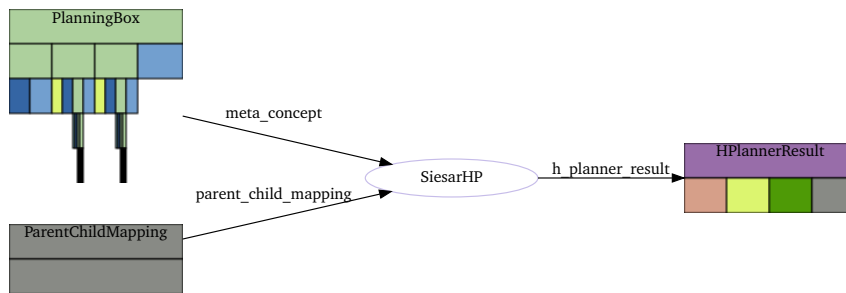 PlanningBox
meta_concept
parent_child_mapping
ParentChildMapping
SiesarHP
h_planner_result
HPlannerResult